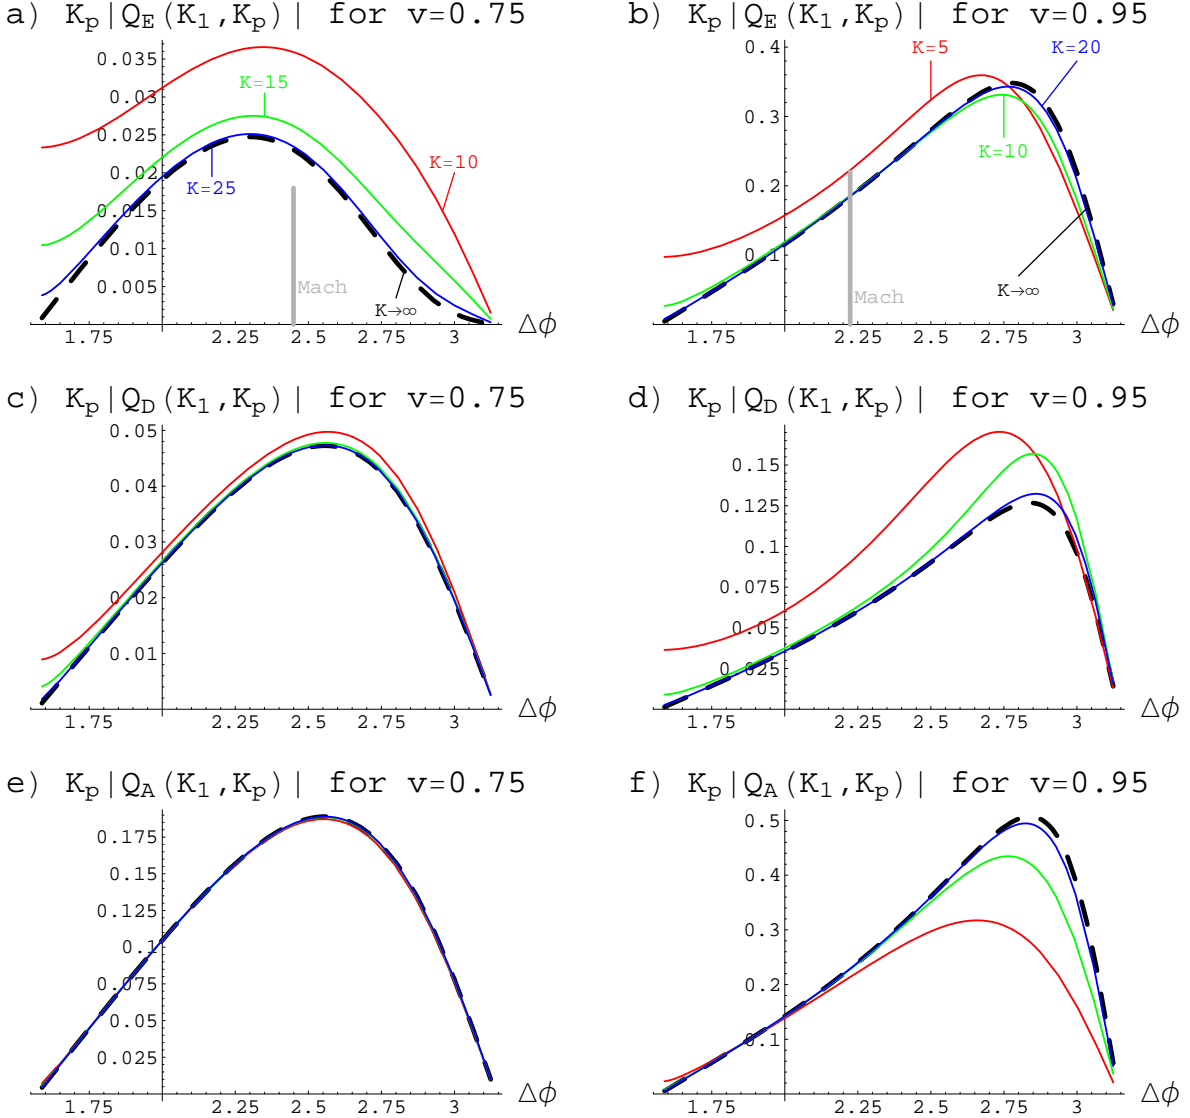 a) K_p|Q_E(K_1,K_p)| for v=0.75
0.035
0.03
0.025
0.02
0.015
0.01
0.005
K=15
K=10
K=25
Mach
K→∞
1.75
2.25
2.5
2.75
3
Δϕ
b) K_p|Q_E(K_1,K_p)| for v=0.95
0.4
0.3
0.2
0.1
K=5
K=20
K=10
Mach
K→∞
1.75
2.25
2.5
2.75
3
Δϕ
c) K_p|Q_D(K_1,K_p)| for v=0.75
0.05
0.04
0.03
0.02
0.01
1.75
2.25
2.5
2.75
3
Δϕ
d) K_p|Q_D(K_1,K_p)| for v=0.95
0.15
0.125
0.1
0.075
0.05
0.025
1.75
2.25
2.5
2.75
3
Δϕ
e) K_p|Q_A(K_1,K_p)| for v=0.75
0.175
0.15
0.125
0.1
0.075
0.05
0.025
1.75
2.25
2.5
2.75
3
Δϕ
f) K_p|Q_A(K_1,K_p)| for v=0.95
0.5
0.4
0.3
0.2
0.1
1.75
2.25
2.5
2.75
3
Δϕ